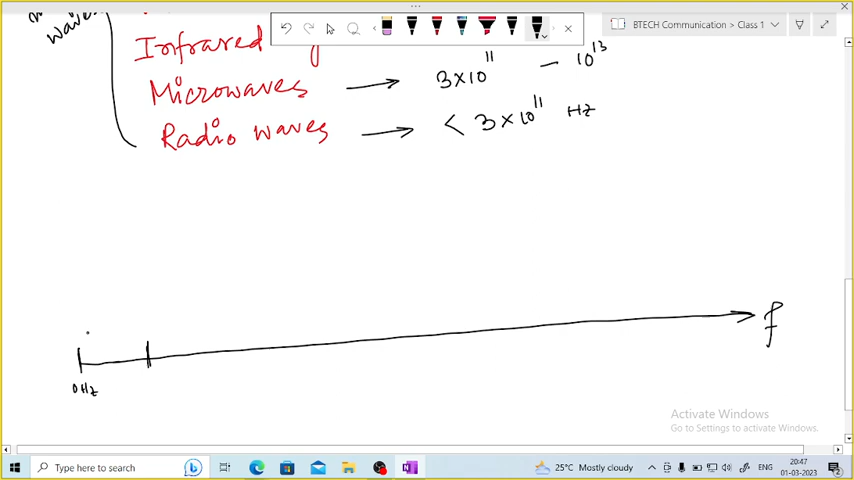 BTECH Communication > Class 1
waves
Infrared
Microwaves → 3×10^11 – 10^13
Radio waves → < 3×10^11 Hz
f
0Hz
Activate Windows
Go to Settings to activate Windows.
Type here to search
25°C Mostly cloudy
ENG
20:47
01-03-2023
2